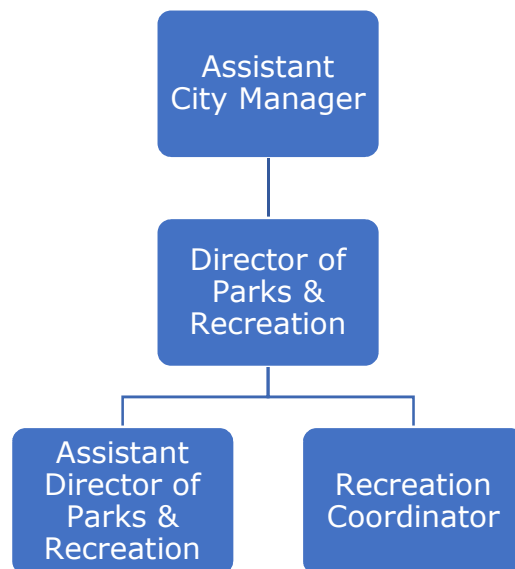 Assistant
City Manager
Director of
Parks &
Recreation
Assistant
Director of
Parks &
Recreation
Recreation
Coordinator